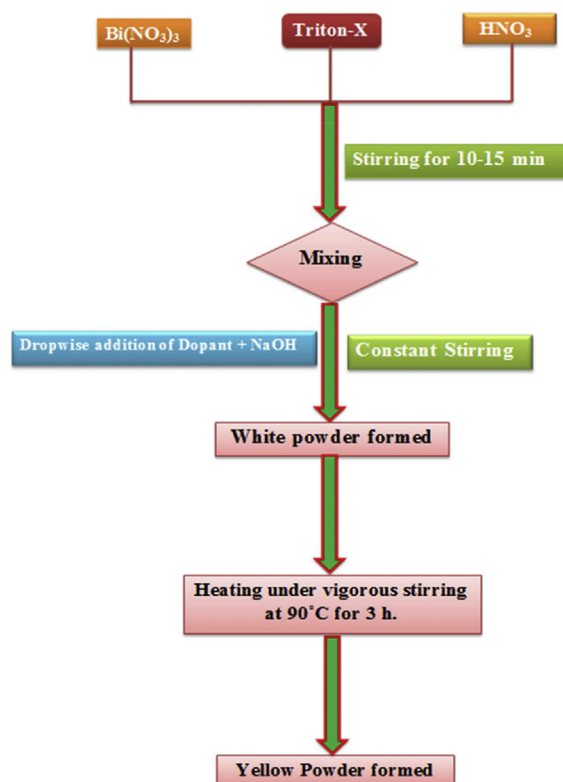 Bi(NO₃)₃
Triton-X
HNO₃
Stirring for 10-15 min
Mixing
Dropwise addition of Dopant + NaOH
Constant Stirring
White powder formed
Heating under vigorous stirring
at 90˚C for 3 h.
Yellow Powder formed